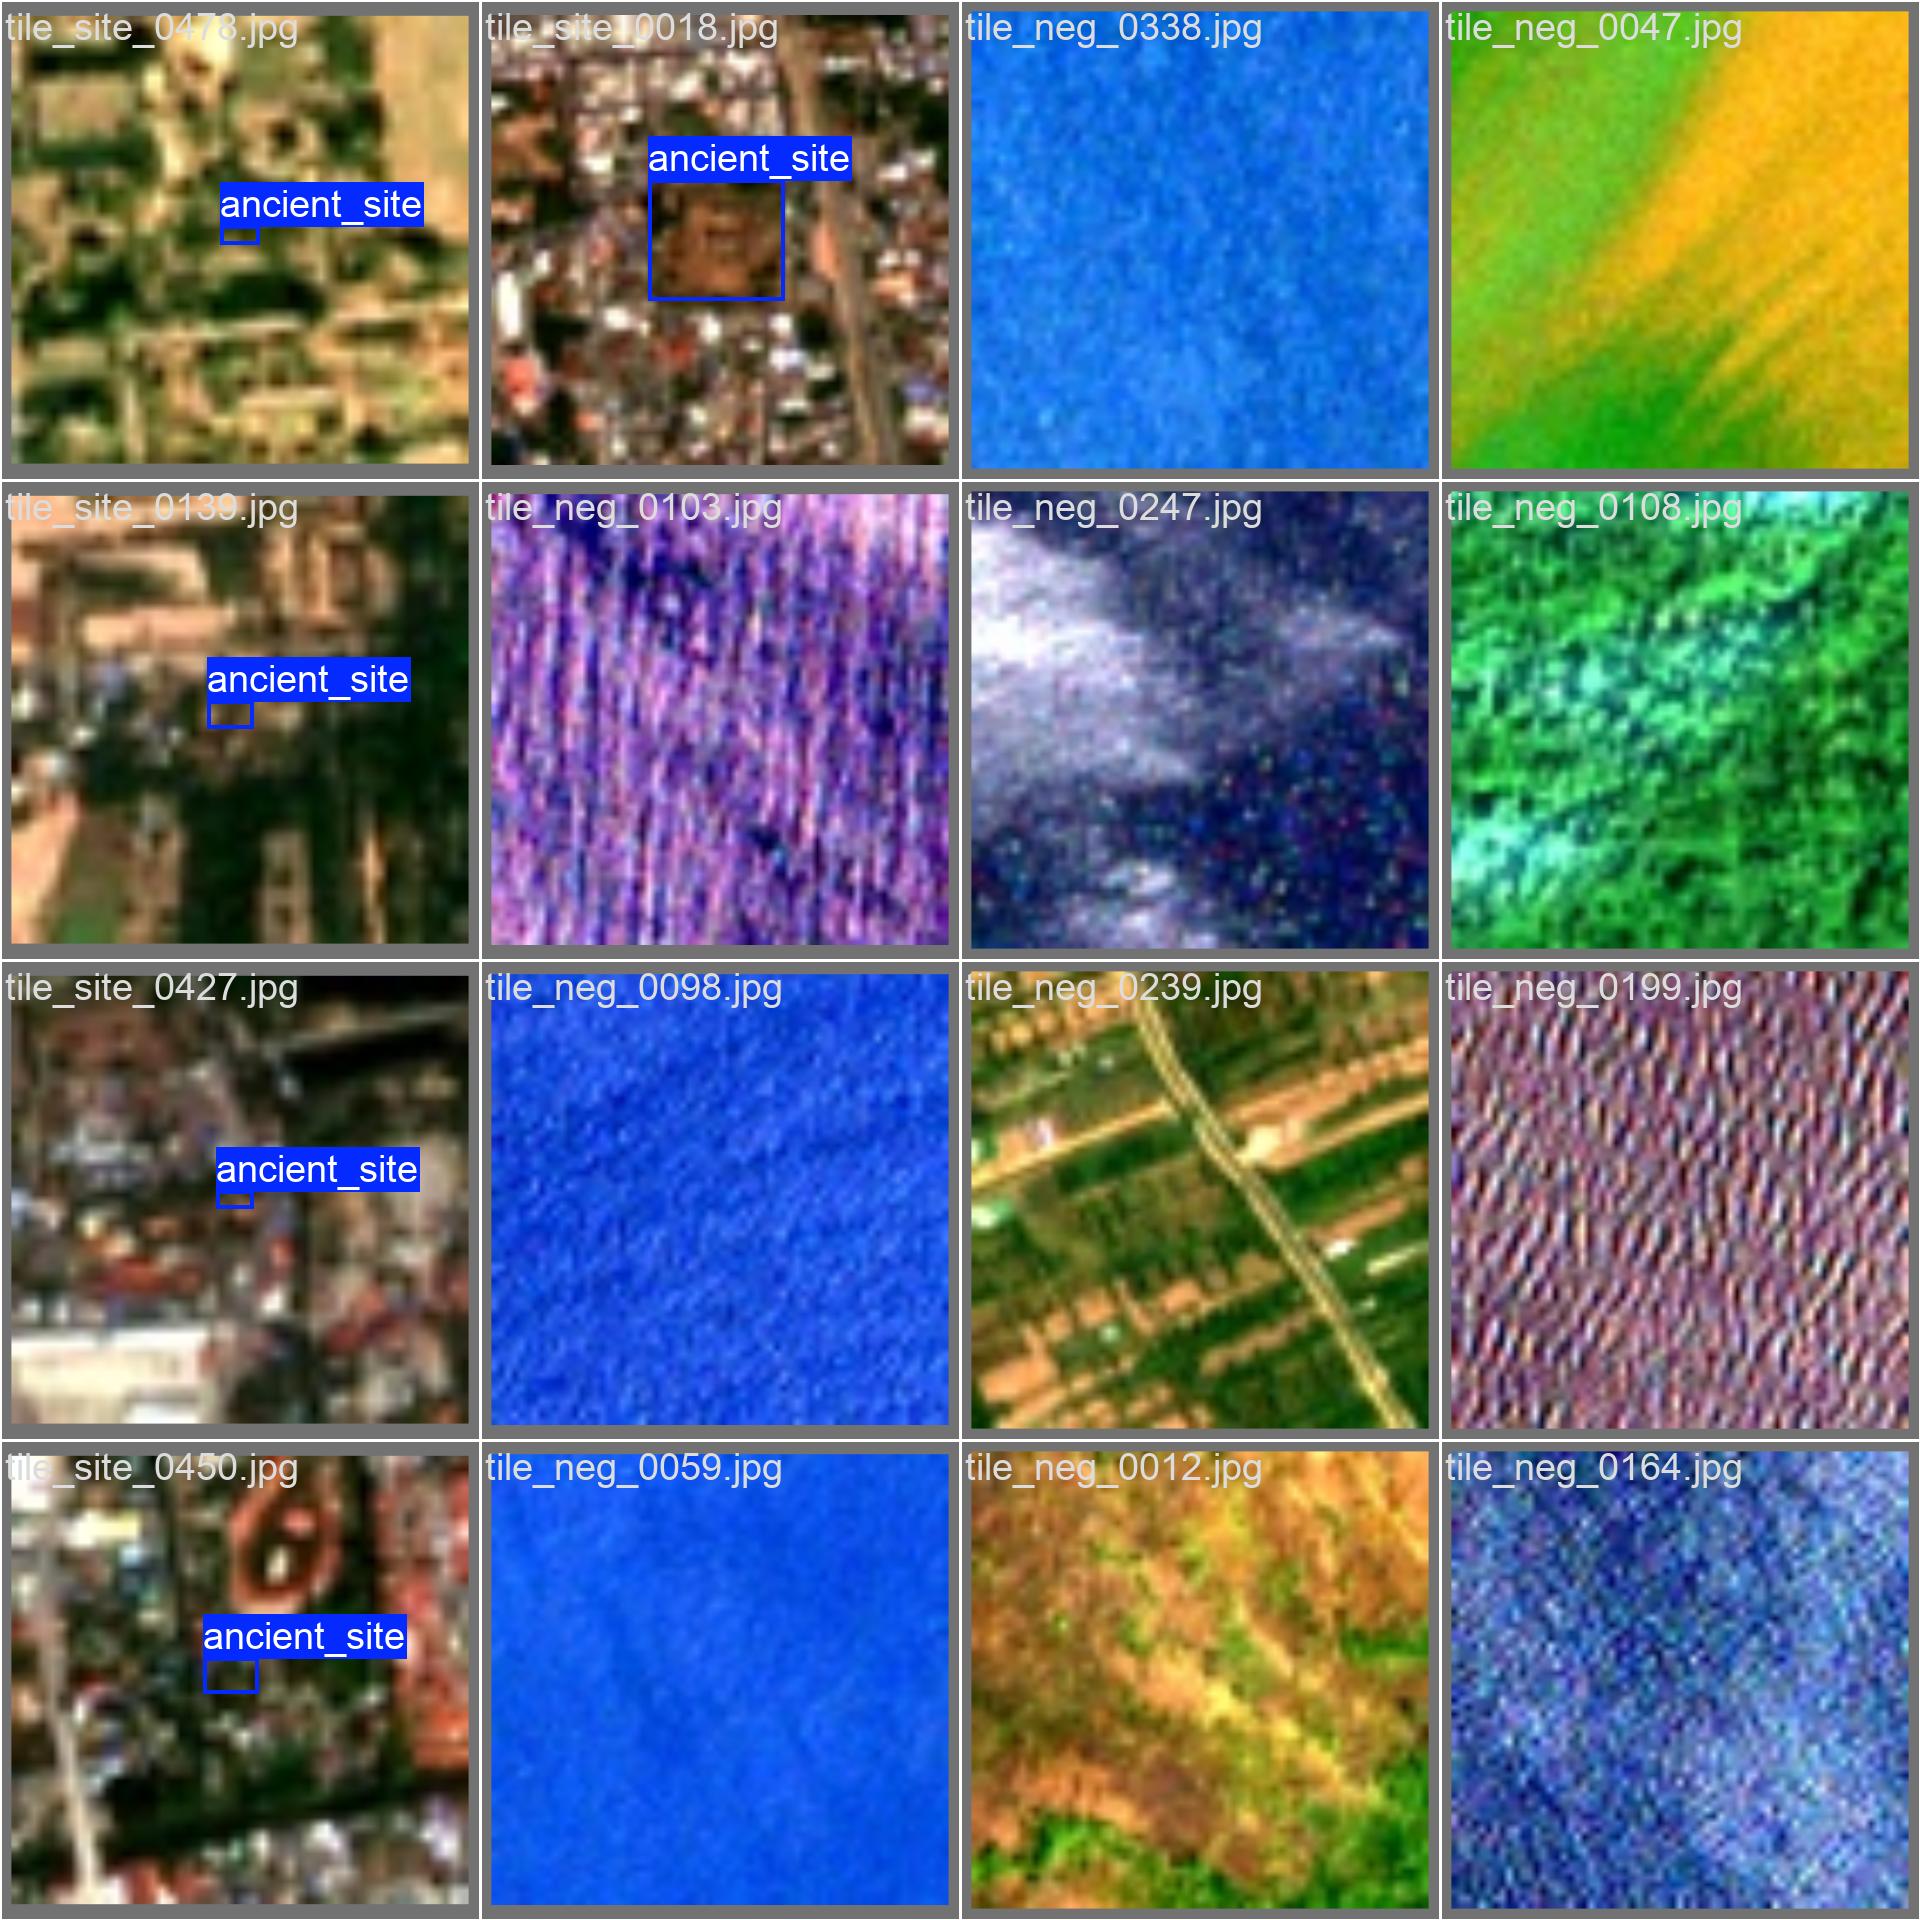 tile_site_0478.jpg
tile_site_0018.jpg
tile_neg_0338.jpg
tile_neg_0047.jpg
ancient_site
ancient_site
tile_site_0139.jpg
tile_neg_0103.jpg
tile_neg_0247.jpg
tile_neg_0108.jpg
ancient_site
tile_site_0427.jpg
tile_neg_0098.jpg
tile_neg_0239.jpg
tile_neg_0199.jpg
ancient_site
tile_site_0450.jpg
tile_neg_0059.jpg
tile_neg_0012.jpg
tile_neg_0164.jpg
ancient_site